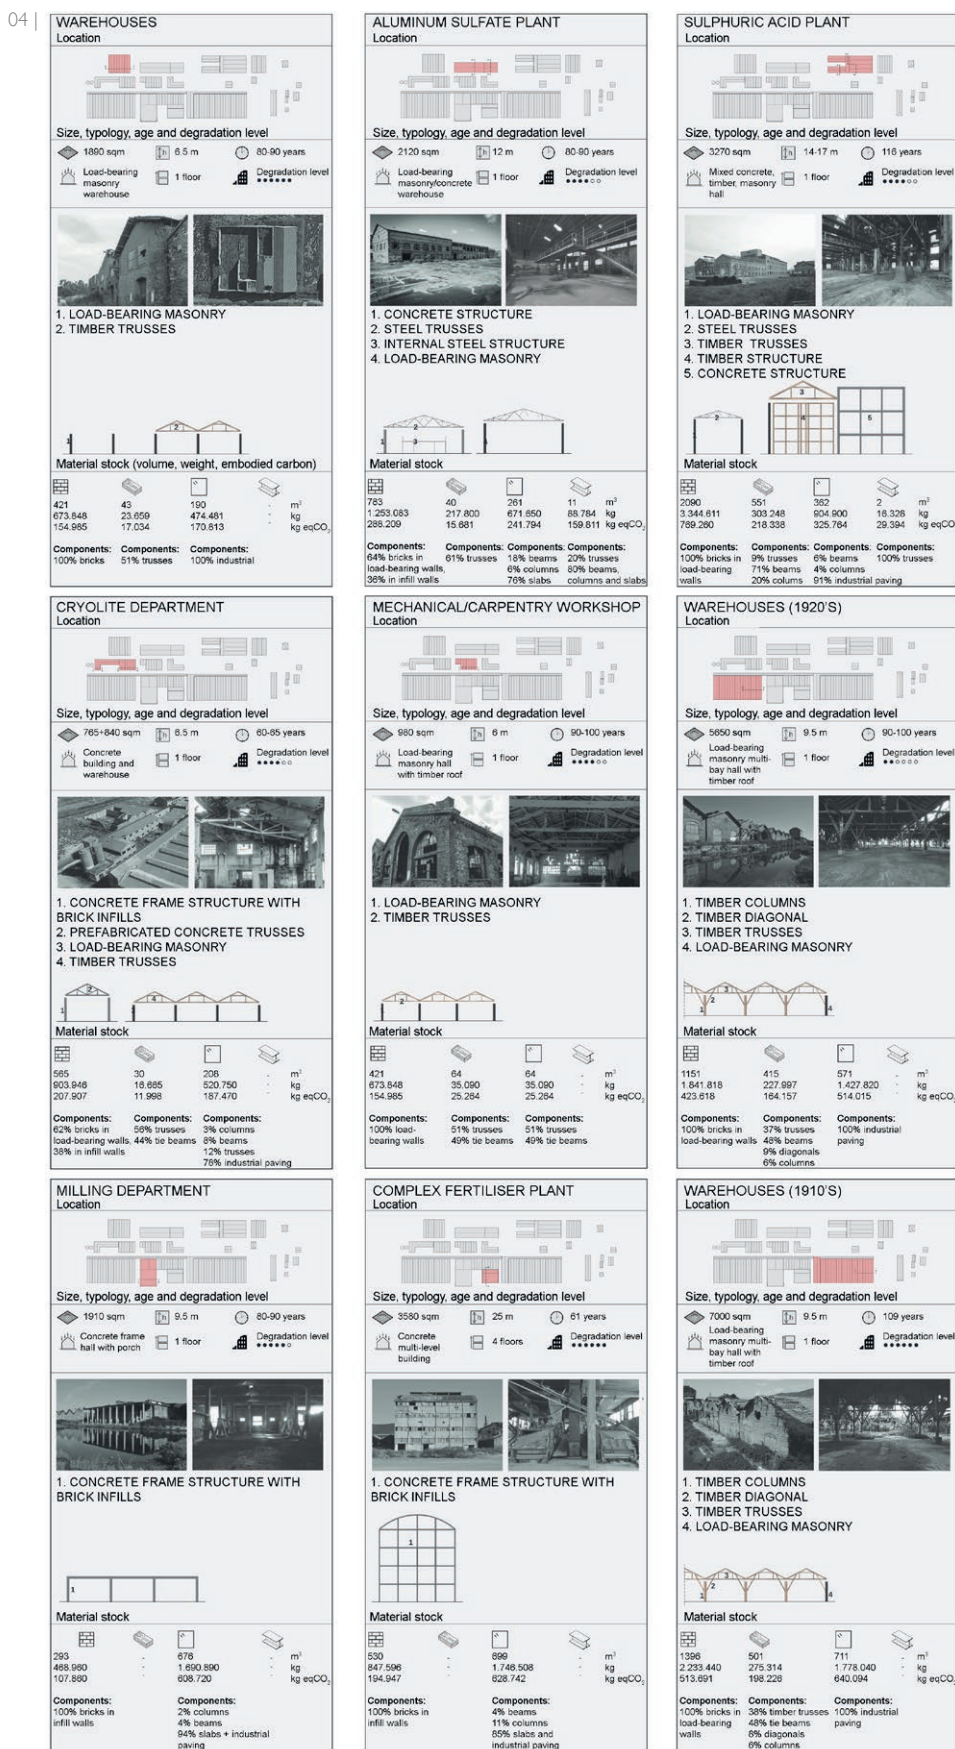 04 |
WAREHOUSES
Location
Size, typology, age and degradation level
1890 sqm 6.5 m 80-90 years
Load-bearing
masonry
warehouse
1 floor
Degradation level
1. LOAD-BEARING MASONRY
2. TIMBER TRUSSES
Material stock (volume, weight, embodied carbon)
421 43 190 - m³
673.848 23.659 474.481 - kg
154.985 17.034 170.813 - kg eqCO2
Components: Components: Components:
100% bricks 51% trusses 100% industrial
ALUMINUM SULFATE PLANT
Location
Size, typology, age and degradation level
2120 sqm 12 m 80-90 years
Load-bearing
masonry/concrete
warehouse
1 floor
Degradation level
1. CONCRETE STRUCTURE
2. STEEL TRUSSES
3. INTERNAL STEEL STRUCTURE
4. LOAD-BEARING MASONRY
Material stock
783 40 261 11 m³
1.253.083 217.800 671.650 88.784 kg
288.209 15.681 241.794 159.811 kg eqCO2
Components: Components: Components: Components:
64% bricks in 61% trusses 18% beams 20% trusses
load-bearing walls, 6% columns 80% beams,
36% in infill walls 76% slabs columns and slabs
SULPHURIC ACID PLANT
Location
Size, typology, age and degradation level
3270 sqm 14-17 m 116 years
Mixed concrete,
timber, masonry
hall
1 floor
Degradation level
1. LOAD-BEARING MASONRY
2. STEEL TRUSSES
3. TIMBER TRUSSES
4. TIMBER STRUCTURE
5. CONCRETE STRUCTURE
Material stock
2090 551 362 2 m³
3.344.611 303.248 904.900 16.328 kg
769.260 218.338 325.764 29.394 kg eqCO2
Components: Components: Components: Components:
100% bricks in 9% trusses 6% beams 100% trusses
load-bearing 71% beams 4% columns
walls 20% colums 91% industrial paving
CRYOLITE DEPARTMENT
Location
Size, typology, age and degradation level
765+840 sqm 8.5 m 60-65 years
Concrete
building and
warehouse
1 floor
Degradation level
1. CONCRETE FRAME STRUCTURE WITH
BRICK INFILLS
2. PREFABRICATED CONCRETE TRUSSES
3. LOAD-BEARING MASONRY
4. TIMBER TRUSSES
Material stock
565 30 208 - m³
903.946 16.665 520.750 - kg
207.907 11.998 187.470 - kg eqCO2
Components: Components: Components:
62% bricks in 56% trusses 3% columns
load-bearing walls, 44% tie beams 8% beams
38% in infill walls 12% trusses
78% industrial paving
MECHANICAL/CARPENTRY WORKSHOP
Location
Size, typology, age and degradation level
980 sqm 6 m 90-100 years
Load-bearing
masonry hall
with timber roof
1 floor
Degradation level
1. LOAD-BEARING MASONRY
2. TIMBER TRUSSES
Material stock
421 64 64 - m³
673.848 35.090 35.090 - kg
154.985 25.264 25.264 - kg eqCO2
Components: Components: Components:
100% load- 51% trusses 51% trusses
bearing walls 49% tie beams 49% tie beams
WAREHOUSES (1920'S)
Location
Size, typology, age and degradation level
5650 sqm 9.5 m 90-100 years
Load-bearing
masonry multi-
bay hall with
timber roof
1 floor
Degradation level
1. TIMBER COLUMNS
2. TIMBER DIAGONAL
3. TIMBER TRUSSES
4. LOAD-BEARING MASONRY
Material stock
1151 415 571 - m³
1.841.818 227.997 1.427.820 - kg
423.618 164.157 514.015 - kg eqCO2
Components: Components: Components:
100% bricks in 37% trusses 100% industrial
load-bearing walls 48% beams paving
9% diagonals
6% columns
MILLING DEPARTMENT
Location
Size, typology, age and degradation level
1910 sqm 9.5 m 80-90 years
Concrete frame
hall with porch
1 floor
Degradation level
1. CONCRETE FRAME STRUCTURE WITH
BRICK INFILLS
Material stock
293 - 676 - m³
468.960 - 1.690.890 - kg
107.860 - 608.720 - kg eqCO2
Components: Components:
100% bricks in 2% columns
infill walls 4% beams
94% slabs + industrial
paving
COMPLEX FERTILISER PLANT
Location
Size, typology, age and degradation level
3580 sqm 25 m 61 years
Concrete
multi-level
building
4 floors
Degradation level
1. CONCRETE FRAME STRUCTURE WITH
BRICK INFILLS
Material stock
530 - 699 - m³
847.596 - 1.746.508 - kg
194.947 - 628.742 - kg eqCO2
Components: Components:
100% bricks in 4% beams
infill walls 11% columns
85% slabs and
industrial paving
WAREHOUSES (1910'S)
Location
Size, typology, age and degradation level
7000 sqm 9.5 m 109 years
Load-bearing
masonry multi-
bay hall with
timber roof
1 floor
Degradation level
1. TIMBER COLUMNS
2. TIMBER DIAGONAL
3. TIMBER TRUSSES
4. LOAD-BEARING MASONRY
Material stock
1396 501 711 - m³
2.233.440 275.314 1.778.040 - kg
513.691 198.226 640.094 - kg eqCO2
Components: Components: Components:
100% bricks in 38% timber trusses 100% industrial
load-bearing 48% tie beams paving
walls 8% diagonals
6% columns